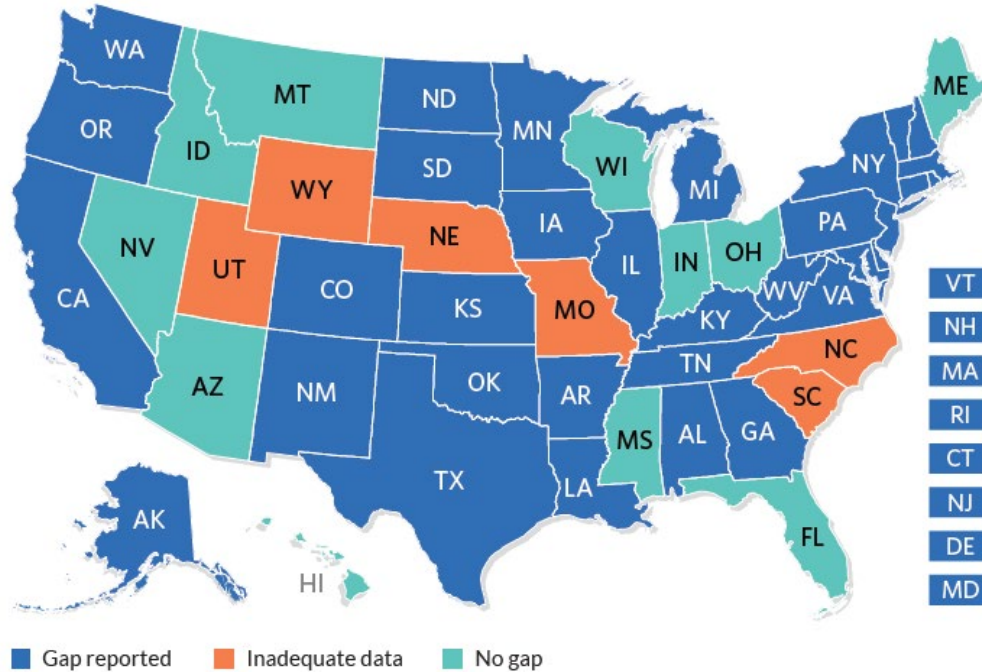 WA
OR
CA
NV
ID
MT
WY
UT
AZ
CO
NM
ND
SD
NE
KS
OK
TX
MN
IA
MO
AR
LA
WI
IL
MI
IN
OH
KY
TN
MS
AL
GA
FL
SC
NC
VA
WV
PA
NY
ME
VT
NH
MA
RI
CT
NJ
DE
MD
AK
HI
Gap reported
Inadequate data
No gap